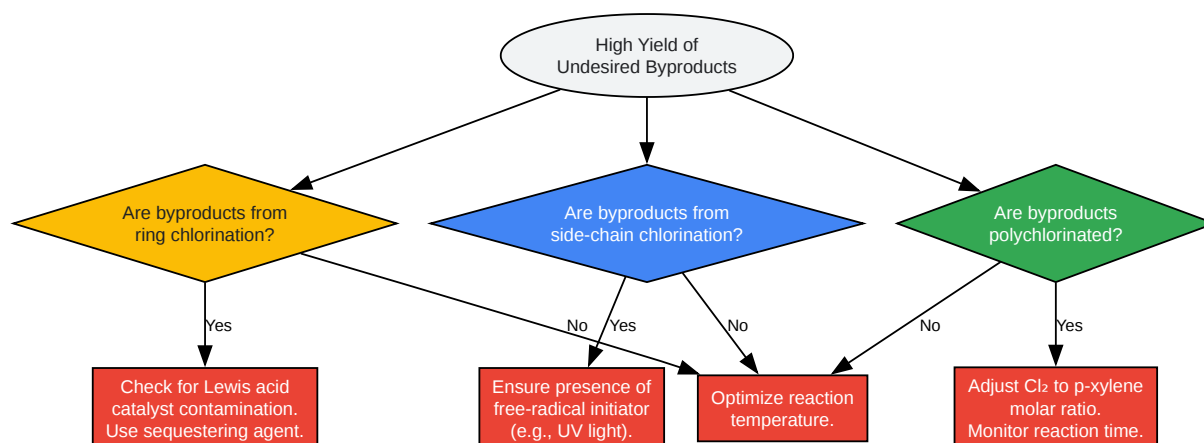 High Yield of
Undesired Byproducts
Are byproducts from
ring chlorination?
Are byproducts from
side-chain chlorination?
Are byproducts
polychlorinated?
Yes
No
Yes
No
No
Yes
Check for Lewis acid
catalyst contamination.
Use sequestering agent.
Ensure presence of
free-radical initiator
(e.g., UV light).
Optimize reaction
temperature.
Adjust Cl₂ to p-xylene
molar ratio.
Monitor reaction time.